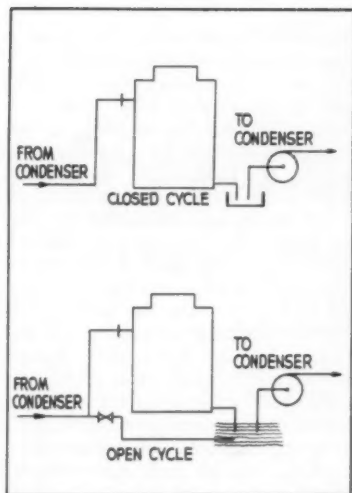 TO
CONDENSER
FROM
CONDENSER
CLOSED CYCLE
TO
CONDENSER
FROM
CONDENSER
OPEN CYCLE